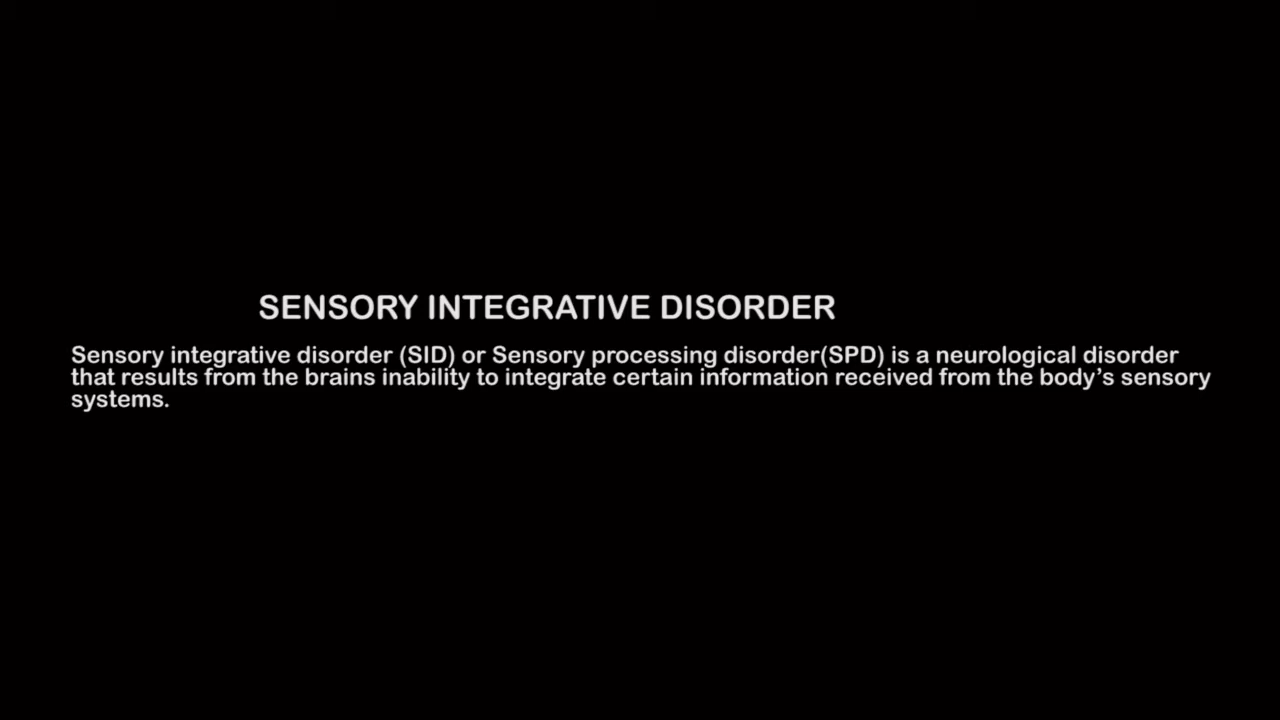 SENSORY INTEGRATIVE DISORDER
Sensory integrative disorder (SID) or Sensory processing disorder(SPD) is a neurological disorder
that results from the brains inability to integrate certain information received from the body’s sensory
systems.